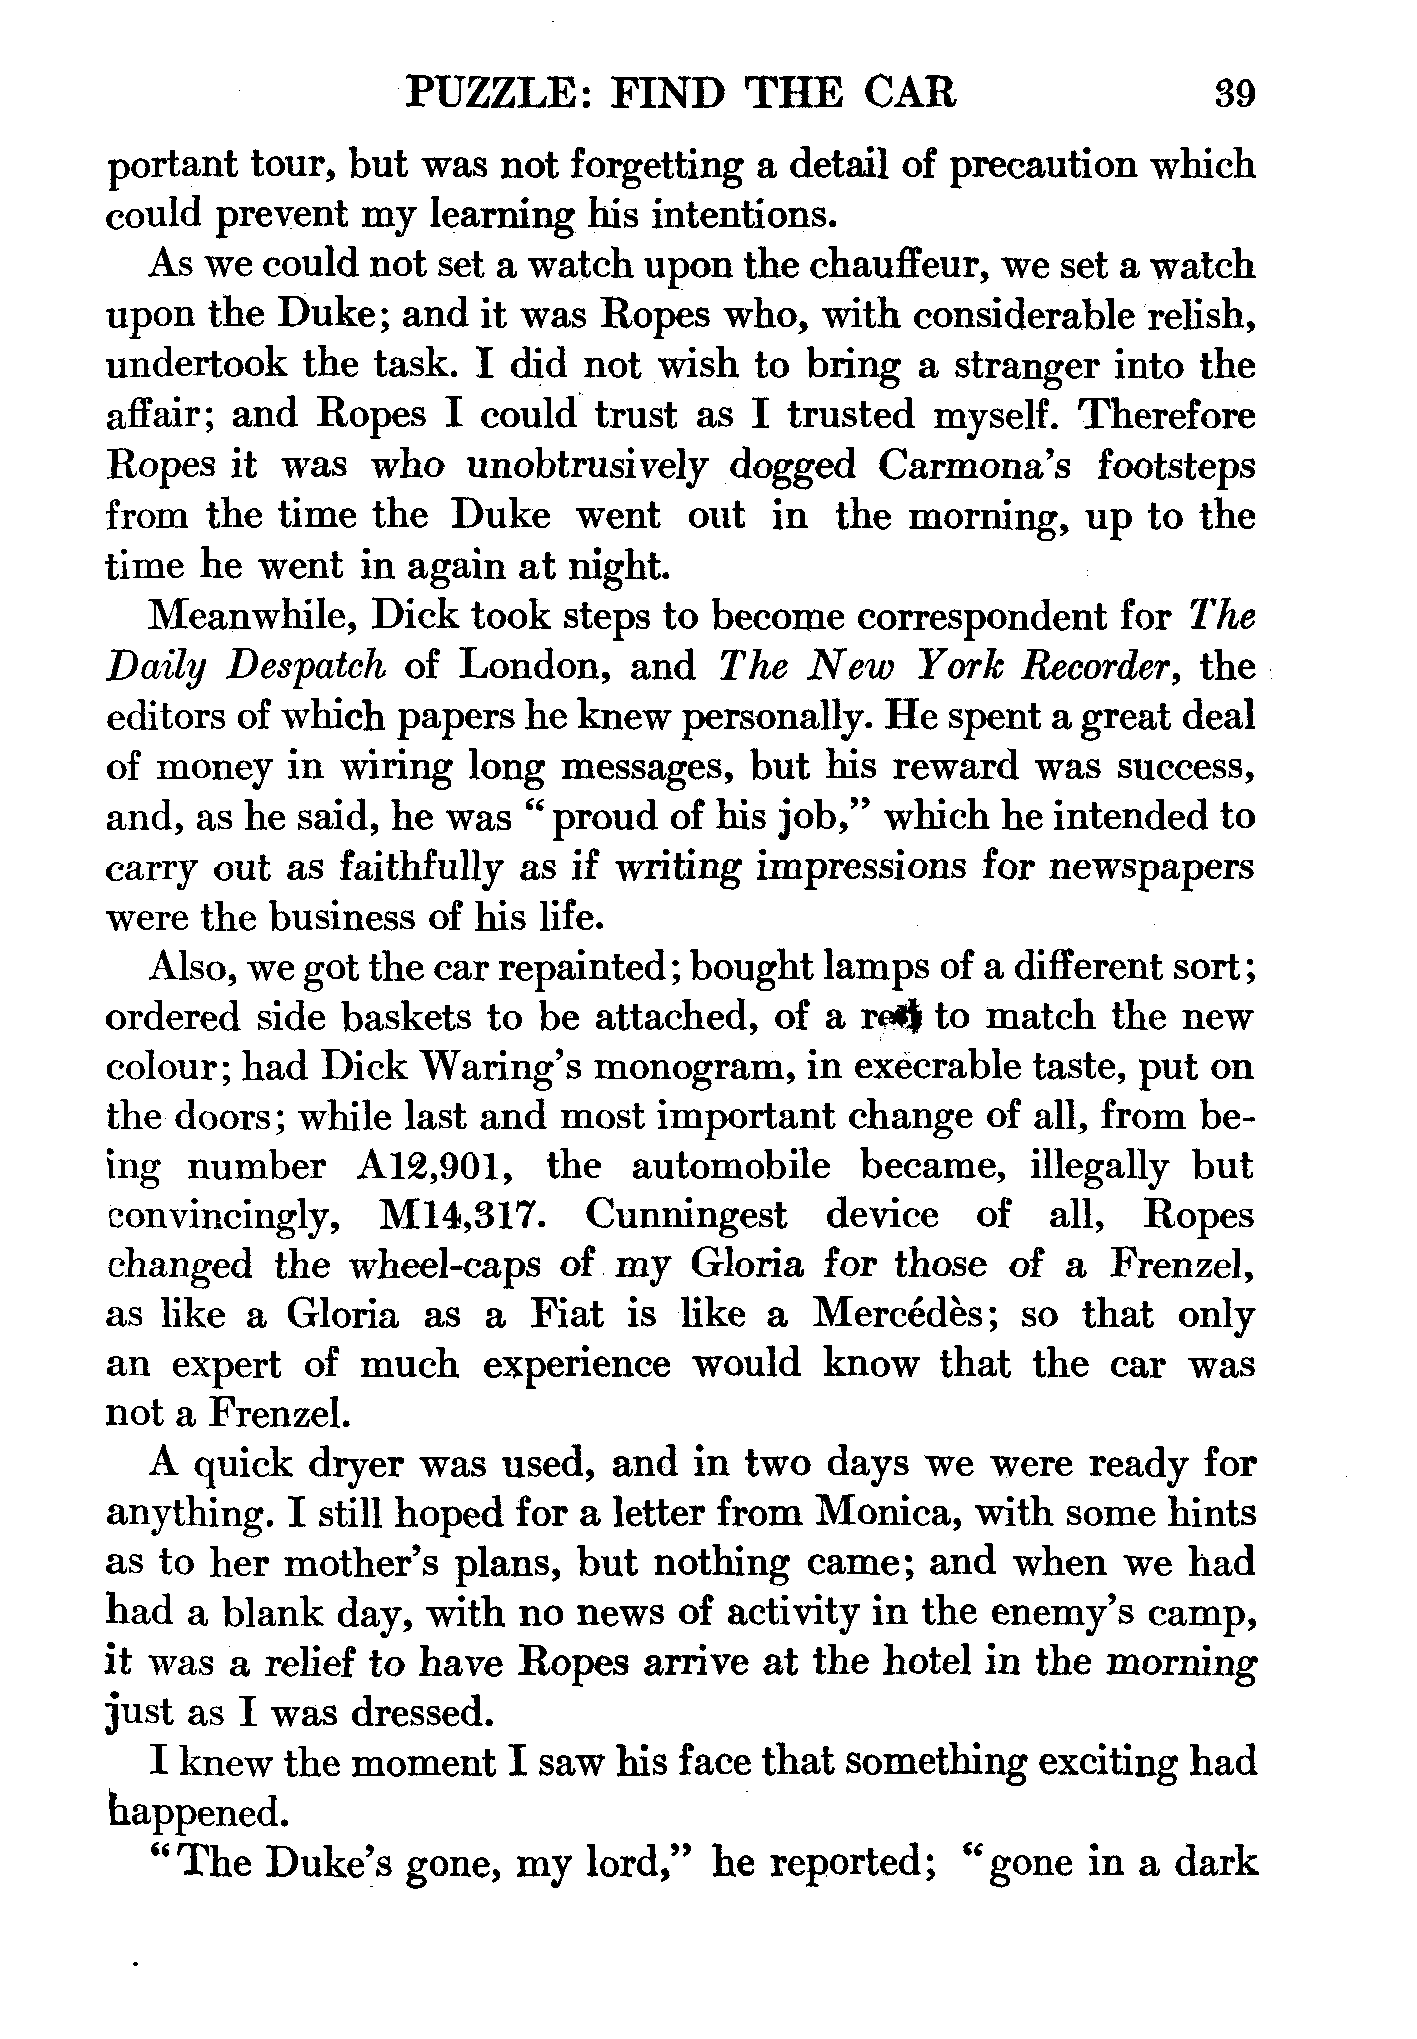 PUZZLE: FIND THE CAR 39
portant tour, but was not forgetting a detail of precaution which
could prevent my learning his intentions.
As we could not set a watch upon the chauffeur, we set a watch
upon the Duke; and it was Ropes who, with considerable relish,
undertook the task. I did not wish to bring a stranger into the
affair; and Ropes I could trust as I trusted myself. Therefore
Ropes it was who unobtrusively dogged Carmona's footsteps
from the time the Duke went out in the morning, up to the
time he went in again at night.
Meanwhile, Dick took steps to become correspondent for The
Daily Despatch of London, and The New York Recorder, the
editors of which papers he knew personally. He spent a great deal
of money in wiring long messages, but his reward was success,
and, as he said, he was “proud of his job,” which he intended to
carry out as faithfully as if writing impressions for newspapers
were the business of his life.
Also, we got the car repainted; bought lamps of a different sort;
ordered side baskets to be attached, of a to match the new
colour; had Dick Waring's monogram, in execrable taste, put on
the doors; while last and most important change of all, from be-
ing number A12,901, the automobile became, illegally but
convincingly, M14,317. Cunningest device of all, Ropes
changed the wheel-caps of my Gloria for those of a Frenzel,
as like a Gloria as a Fiat is like a Mercédès; so that only
an expert of much experience would know that the car was
not a Frenzel.
A quick dryer was used, and in two days we were ready for
anything. I still hoped for a letter from Monica, with some hints
as to her mother's plans, but nothing came; and when we had
had a blank day, with no news of activity in the enemy's camp,
it was a relief to have Ropes arrive at the hotel in the morning
just as I was dressed.
I knew the moment I saw his face that something exciting had
happened.
“The Duke's gone, my lord,” he reported; “gone in a dark